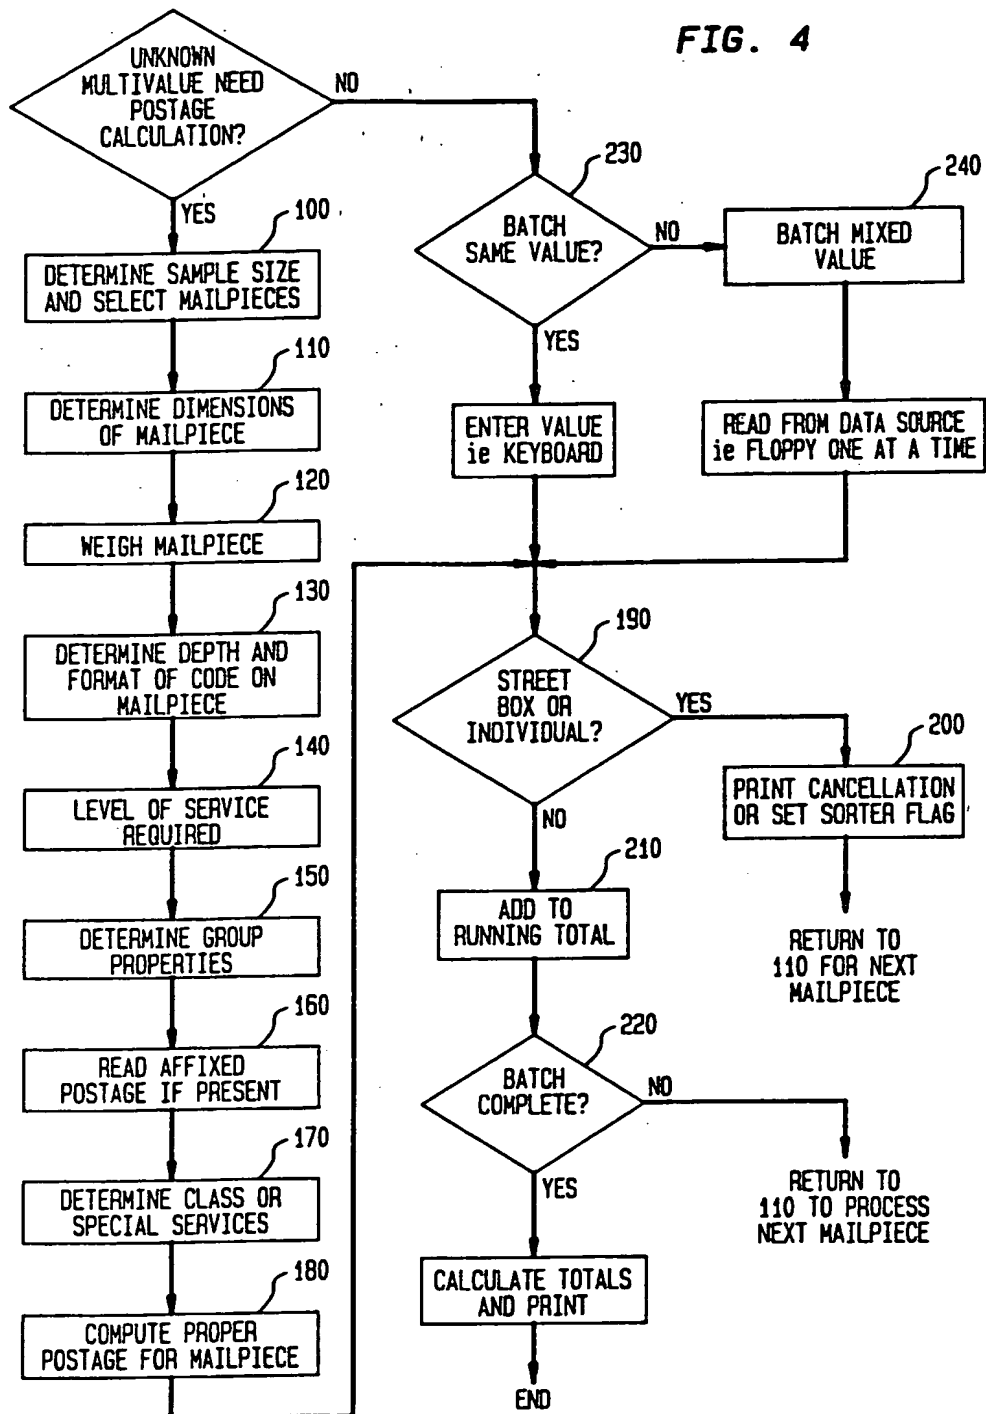 FIG. 4
UNKNOWN
MULTIVALUE NEED
POSTAGE
CALCULATION?
NO
YES
100
DETERMINE SAMPLE SIZE
AND SELECT MAILPIECES
110
DETERMINE DIMENSIONS
OF MAILPIECE
120
WEIGH MAILPIECE
130
DETERMINE DEPTH AND
FORMAT OF CODE ON
MAILPIECE
140
LEVEL OF SERVICE
REQUIRED
150
DETERMINE GROUP
PROPERTIES
160
READ AFFIXED
POSTAGE IF PRESENT
170
DETERMINE CLASS OR
SPECIAL SERVICES
180
COMPUTE PROPER
POSTAGE FOR MAILPIECE
230
BATCH
SAME VALUE?
NO
YES
240
BATCH MIXED
VALUE
ENTER VALUE
ie KEYBOARD
READ FROM DATA SOURCE
ie FLOPPY ONE AT A TIME
190
STREET
BOX OR
INDIVIDUAL?
YES
NO
200
PRINT CANCELLATION
OR SET SORTER FLAG
RETURN TO
110 FOR NEXT
MAILPIECE
210
ADD TO
RUNNING TOTAL
220
BATCH
COMPLETE?
NO
YES
RETURN TO
110 TO PROCESS
NEXT MAILPIECE
CALCULATE TOTALS
AND PRINT
END